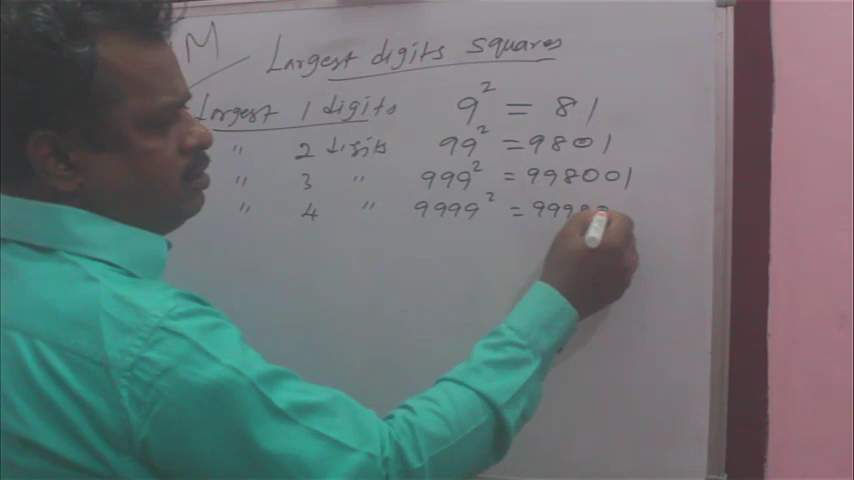 M
Largest digits squares
Largest 1 digits 9² = 81
" 2 digits 99² = 9801
" 3 " 999² = 998001
" 4 " 9999² = 999